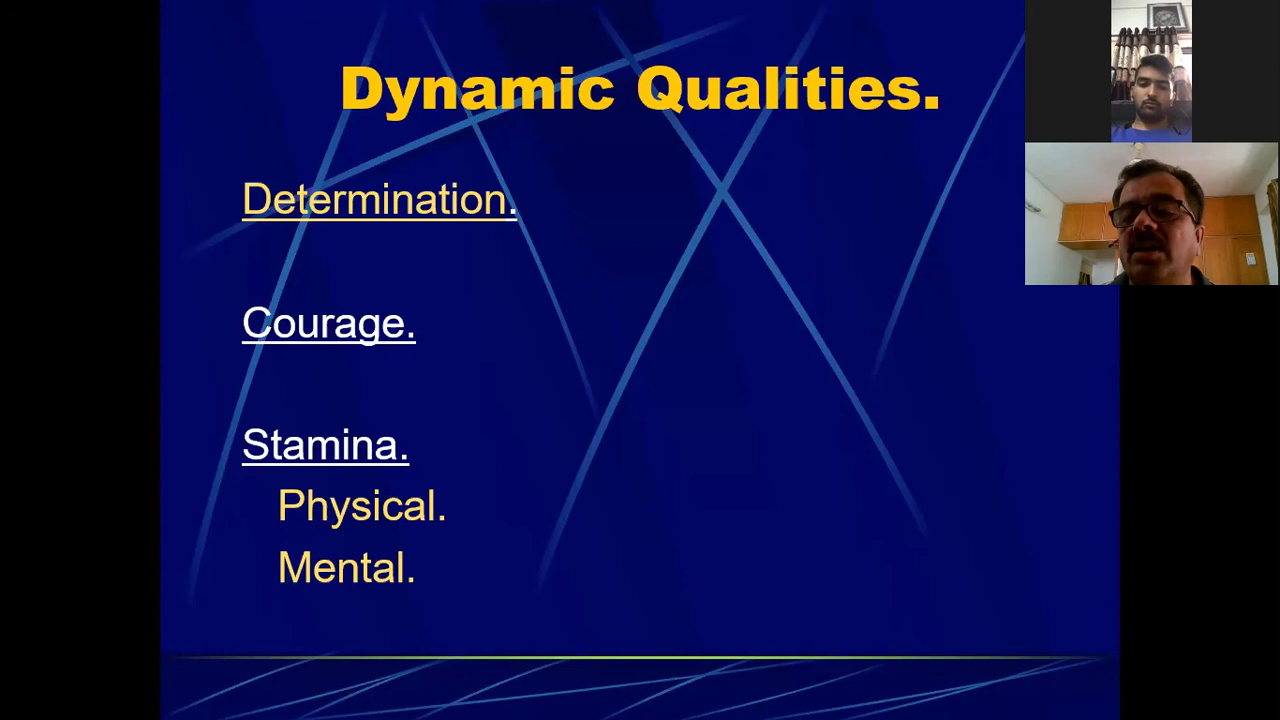 Dynamic Qualities.
Determination.
Courage.
Stamina.
Physical.
Mental.